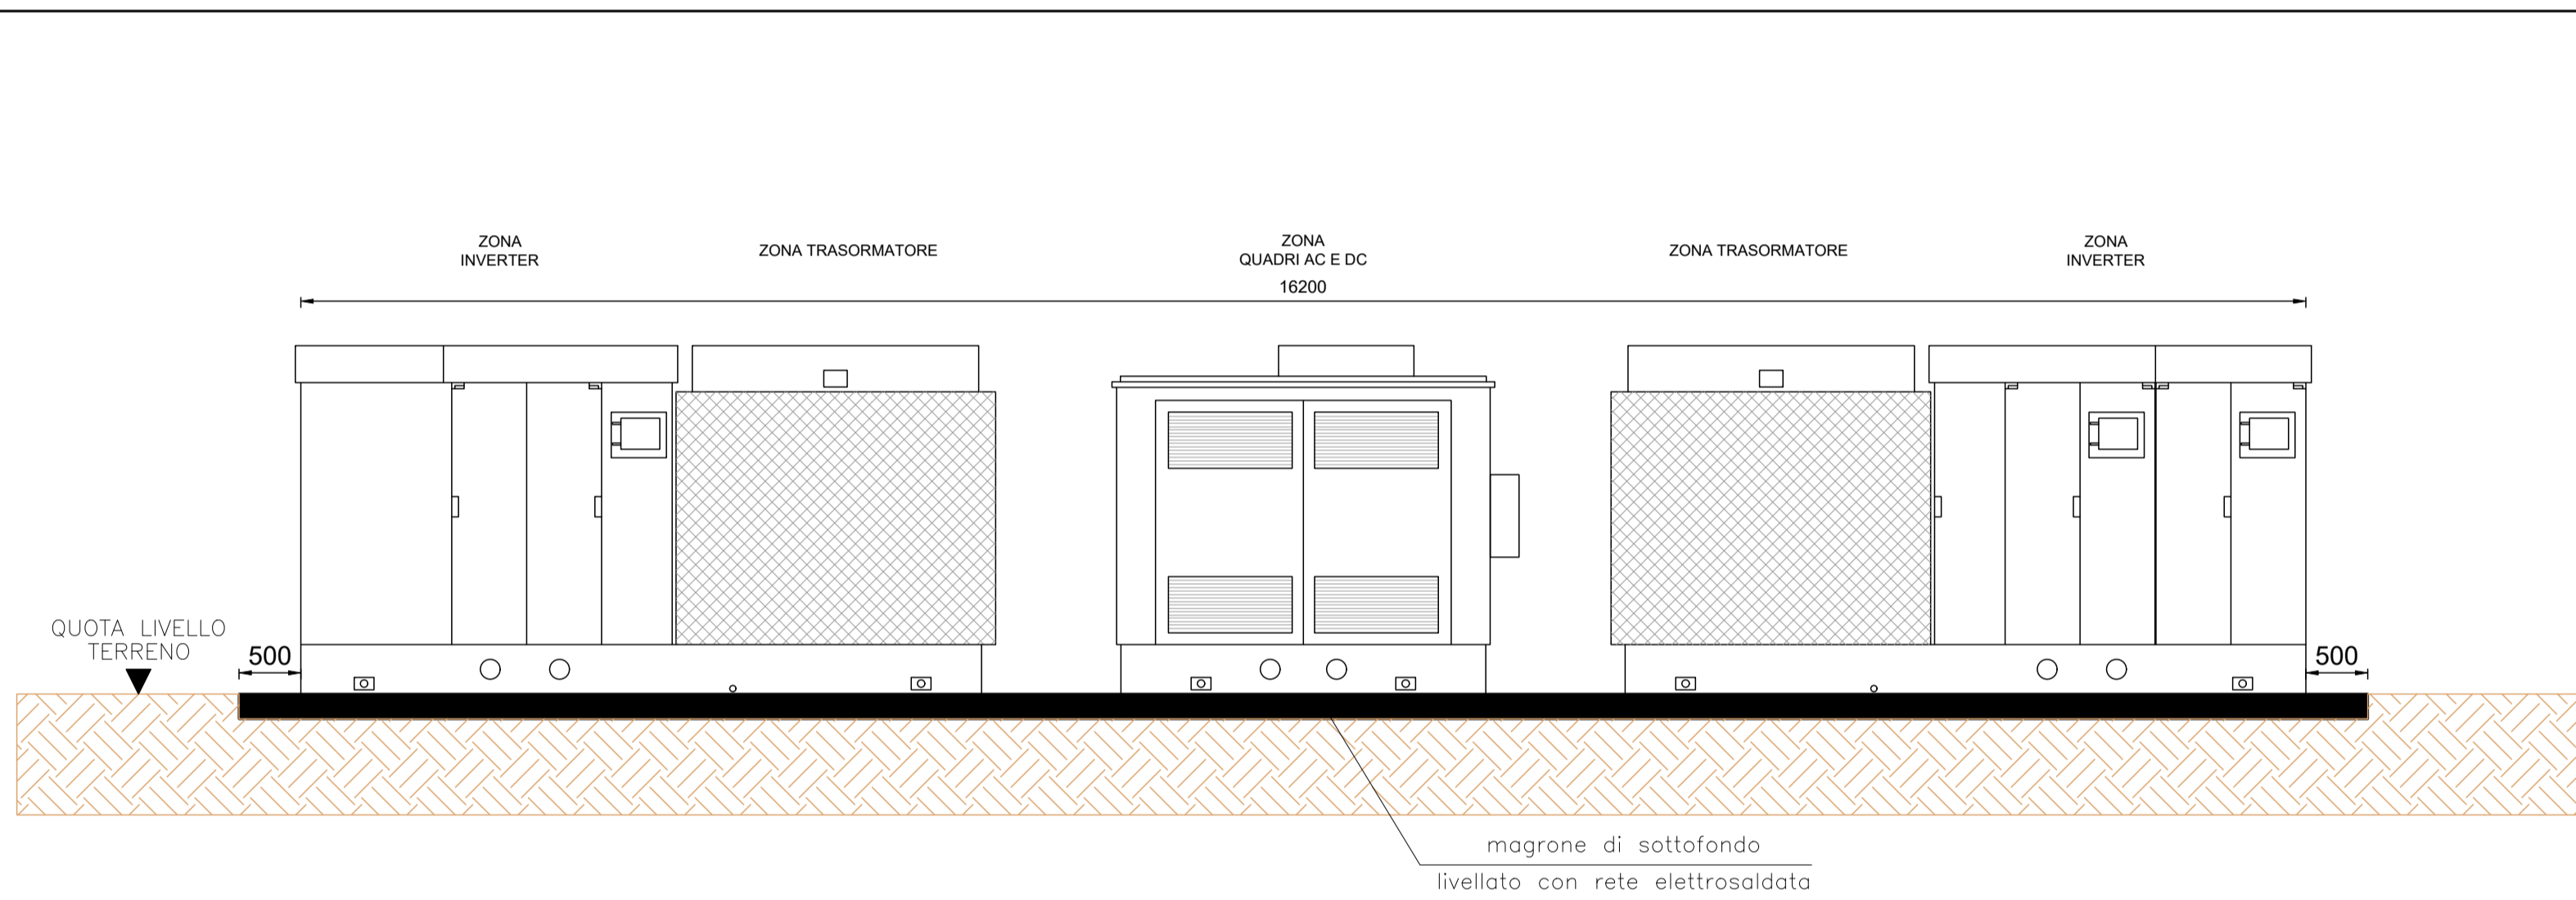 ZONA
INVERTER
ZONA TRASORMATORE
ZONA
QUADRI AC E DC
16200
ZONA TRASORMATORE
ZONA
INVERTER
QUOTA LIVELLO
TERRENO
500
500
magrone di sottofondo
livellato con rete elettrosaldata